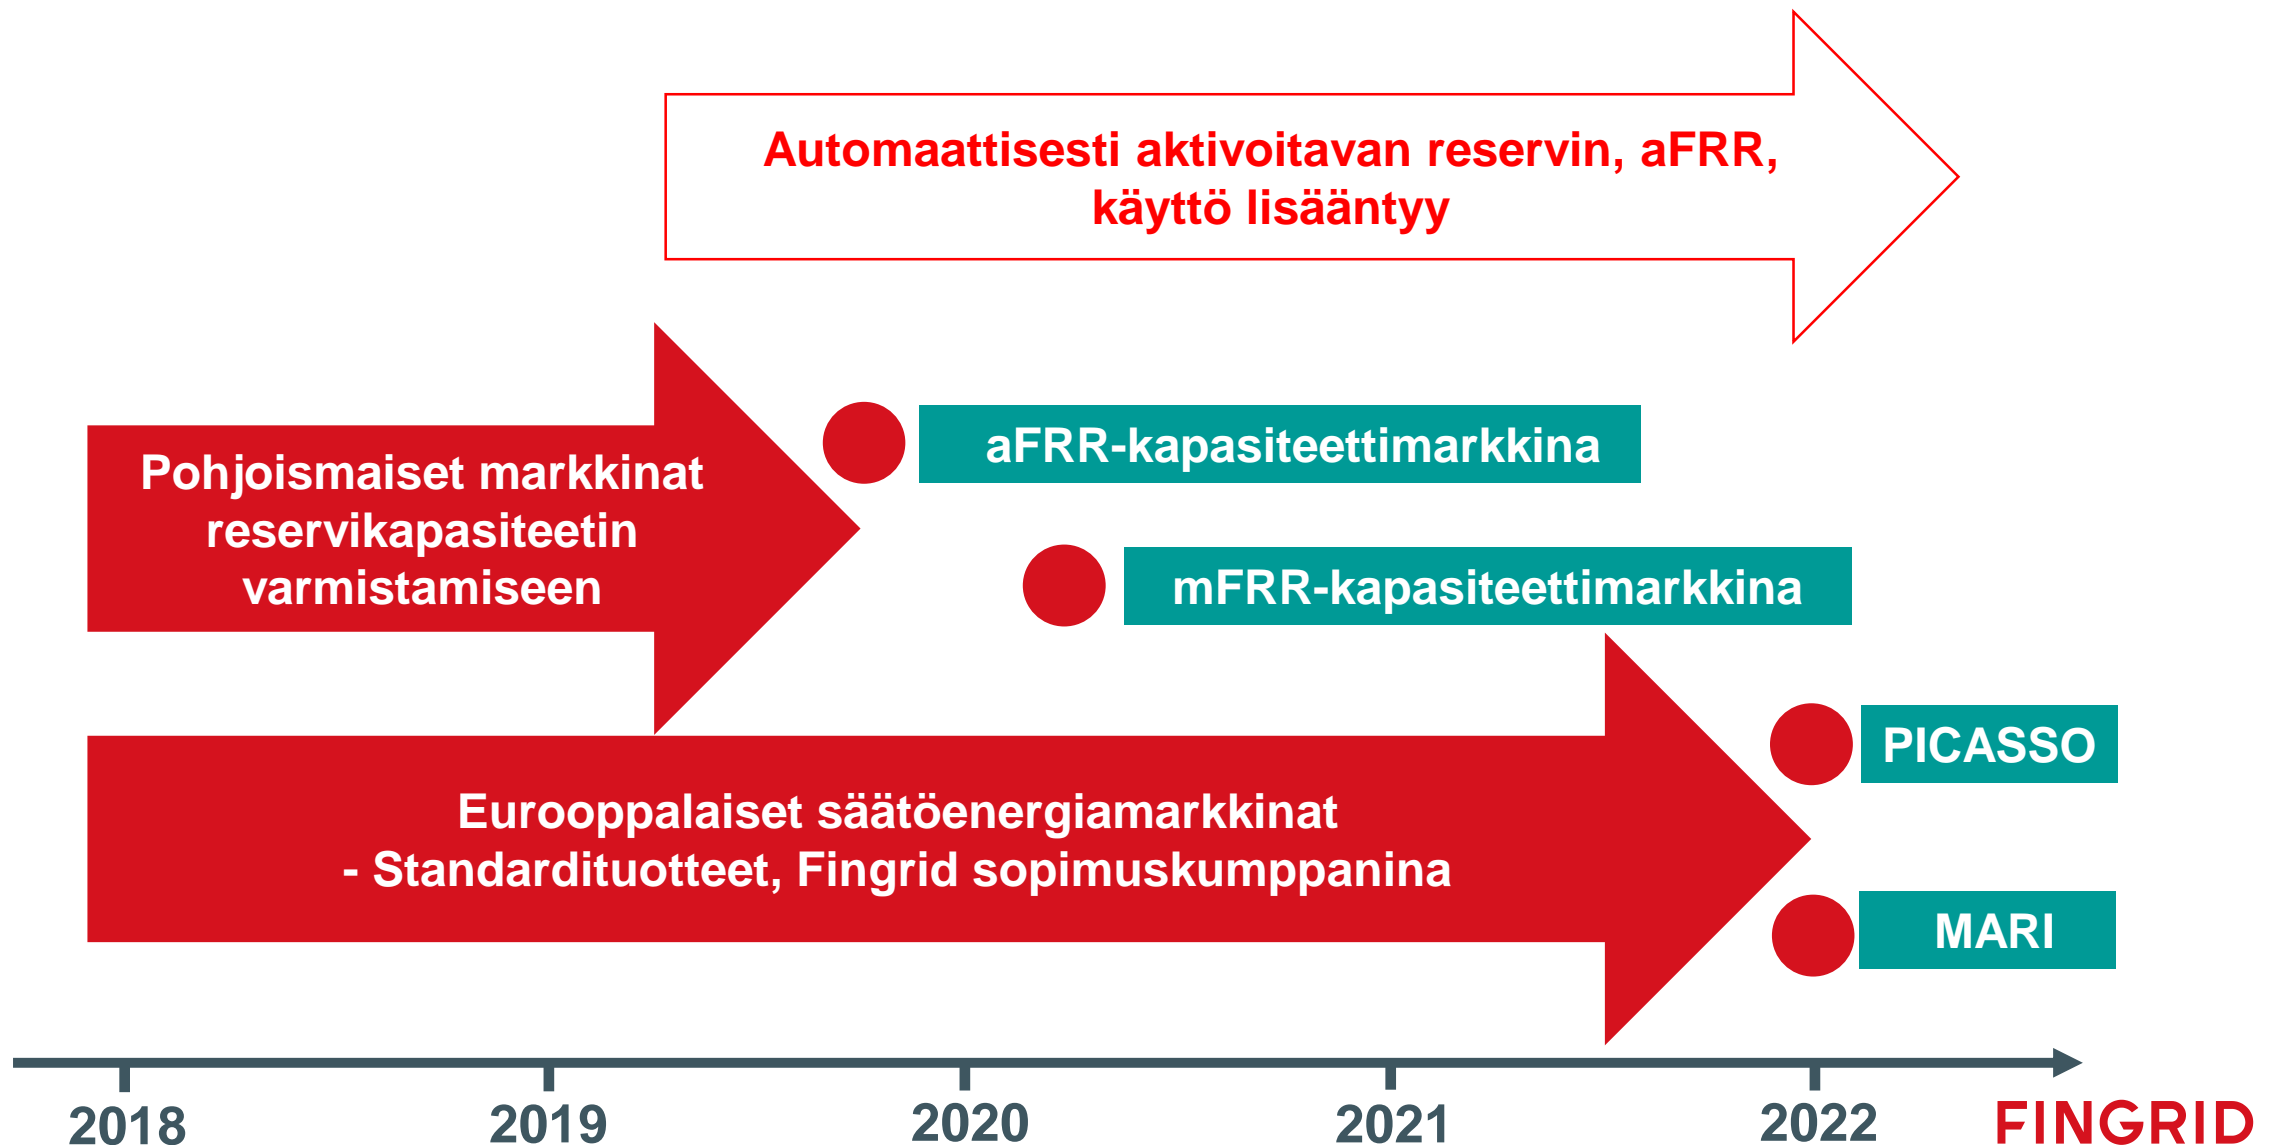 Automaattisesti aktivoitavan reservin, aFRR,
käyttö lisääntyy
Pohjoismaiset markkinat
reservikapasiteetin
varmistamiseen
aFRR-kapasiteettimarkkina
mFRR-kapasiteettimarkkina
Eurooppalaiset säätöenergiamarkkinat
- Standardituotteet, Fingrid sopimuskumppanina
PICASSO
MARI
2018 2019 2020 2021 2022
FINGRID